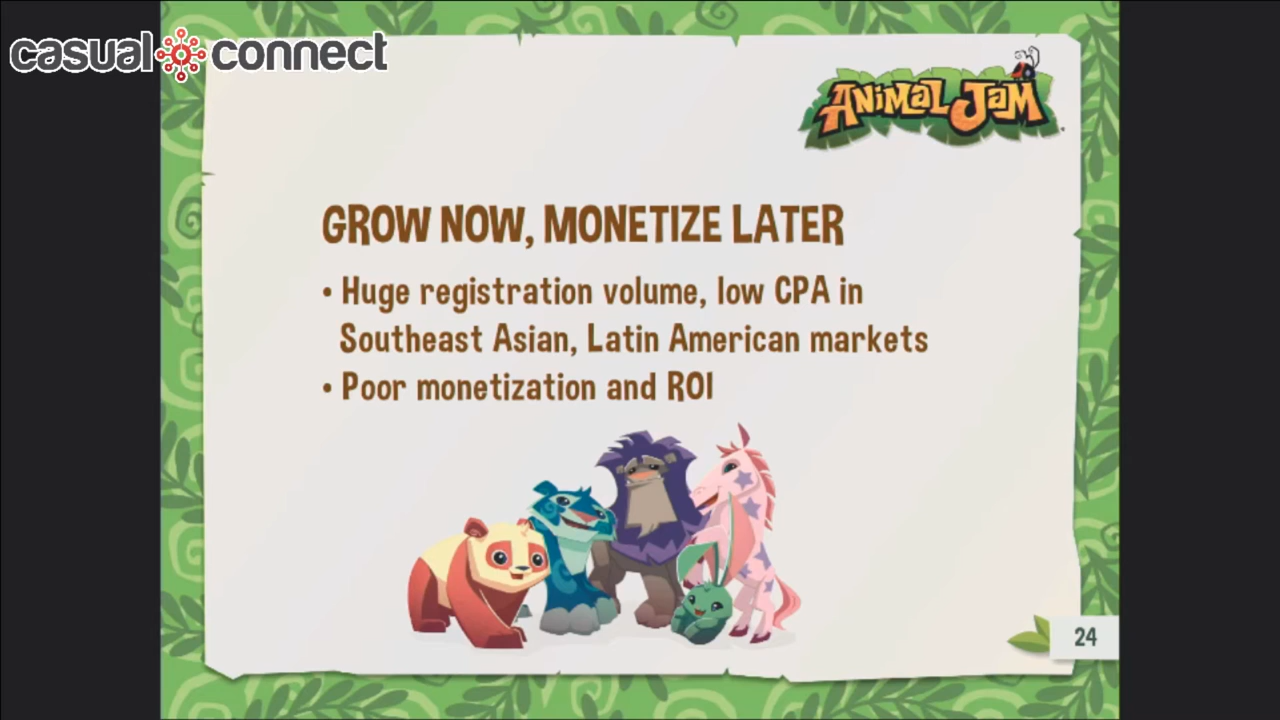 casual connect
ANIMAL JAM
GROW NOW, MONETIZE LATER
• Huge registration volume, low CPA in
Southeast Asian, Latin American markets
• Poor monetization and ROI
24